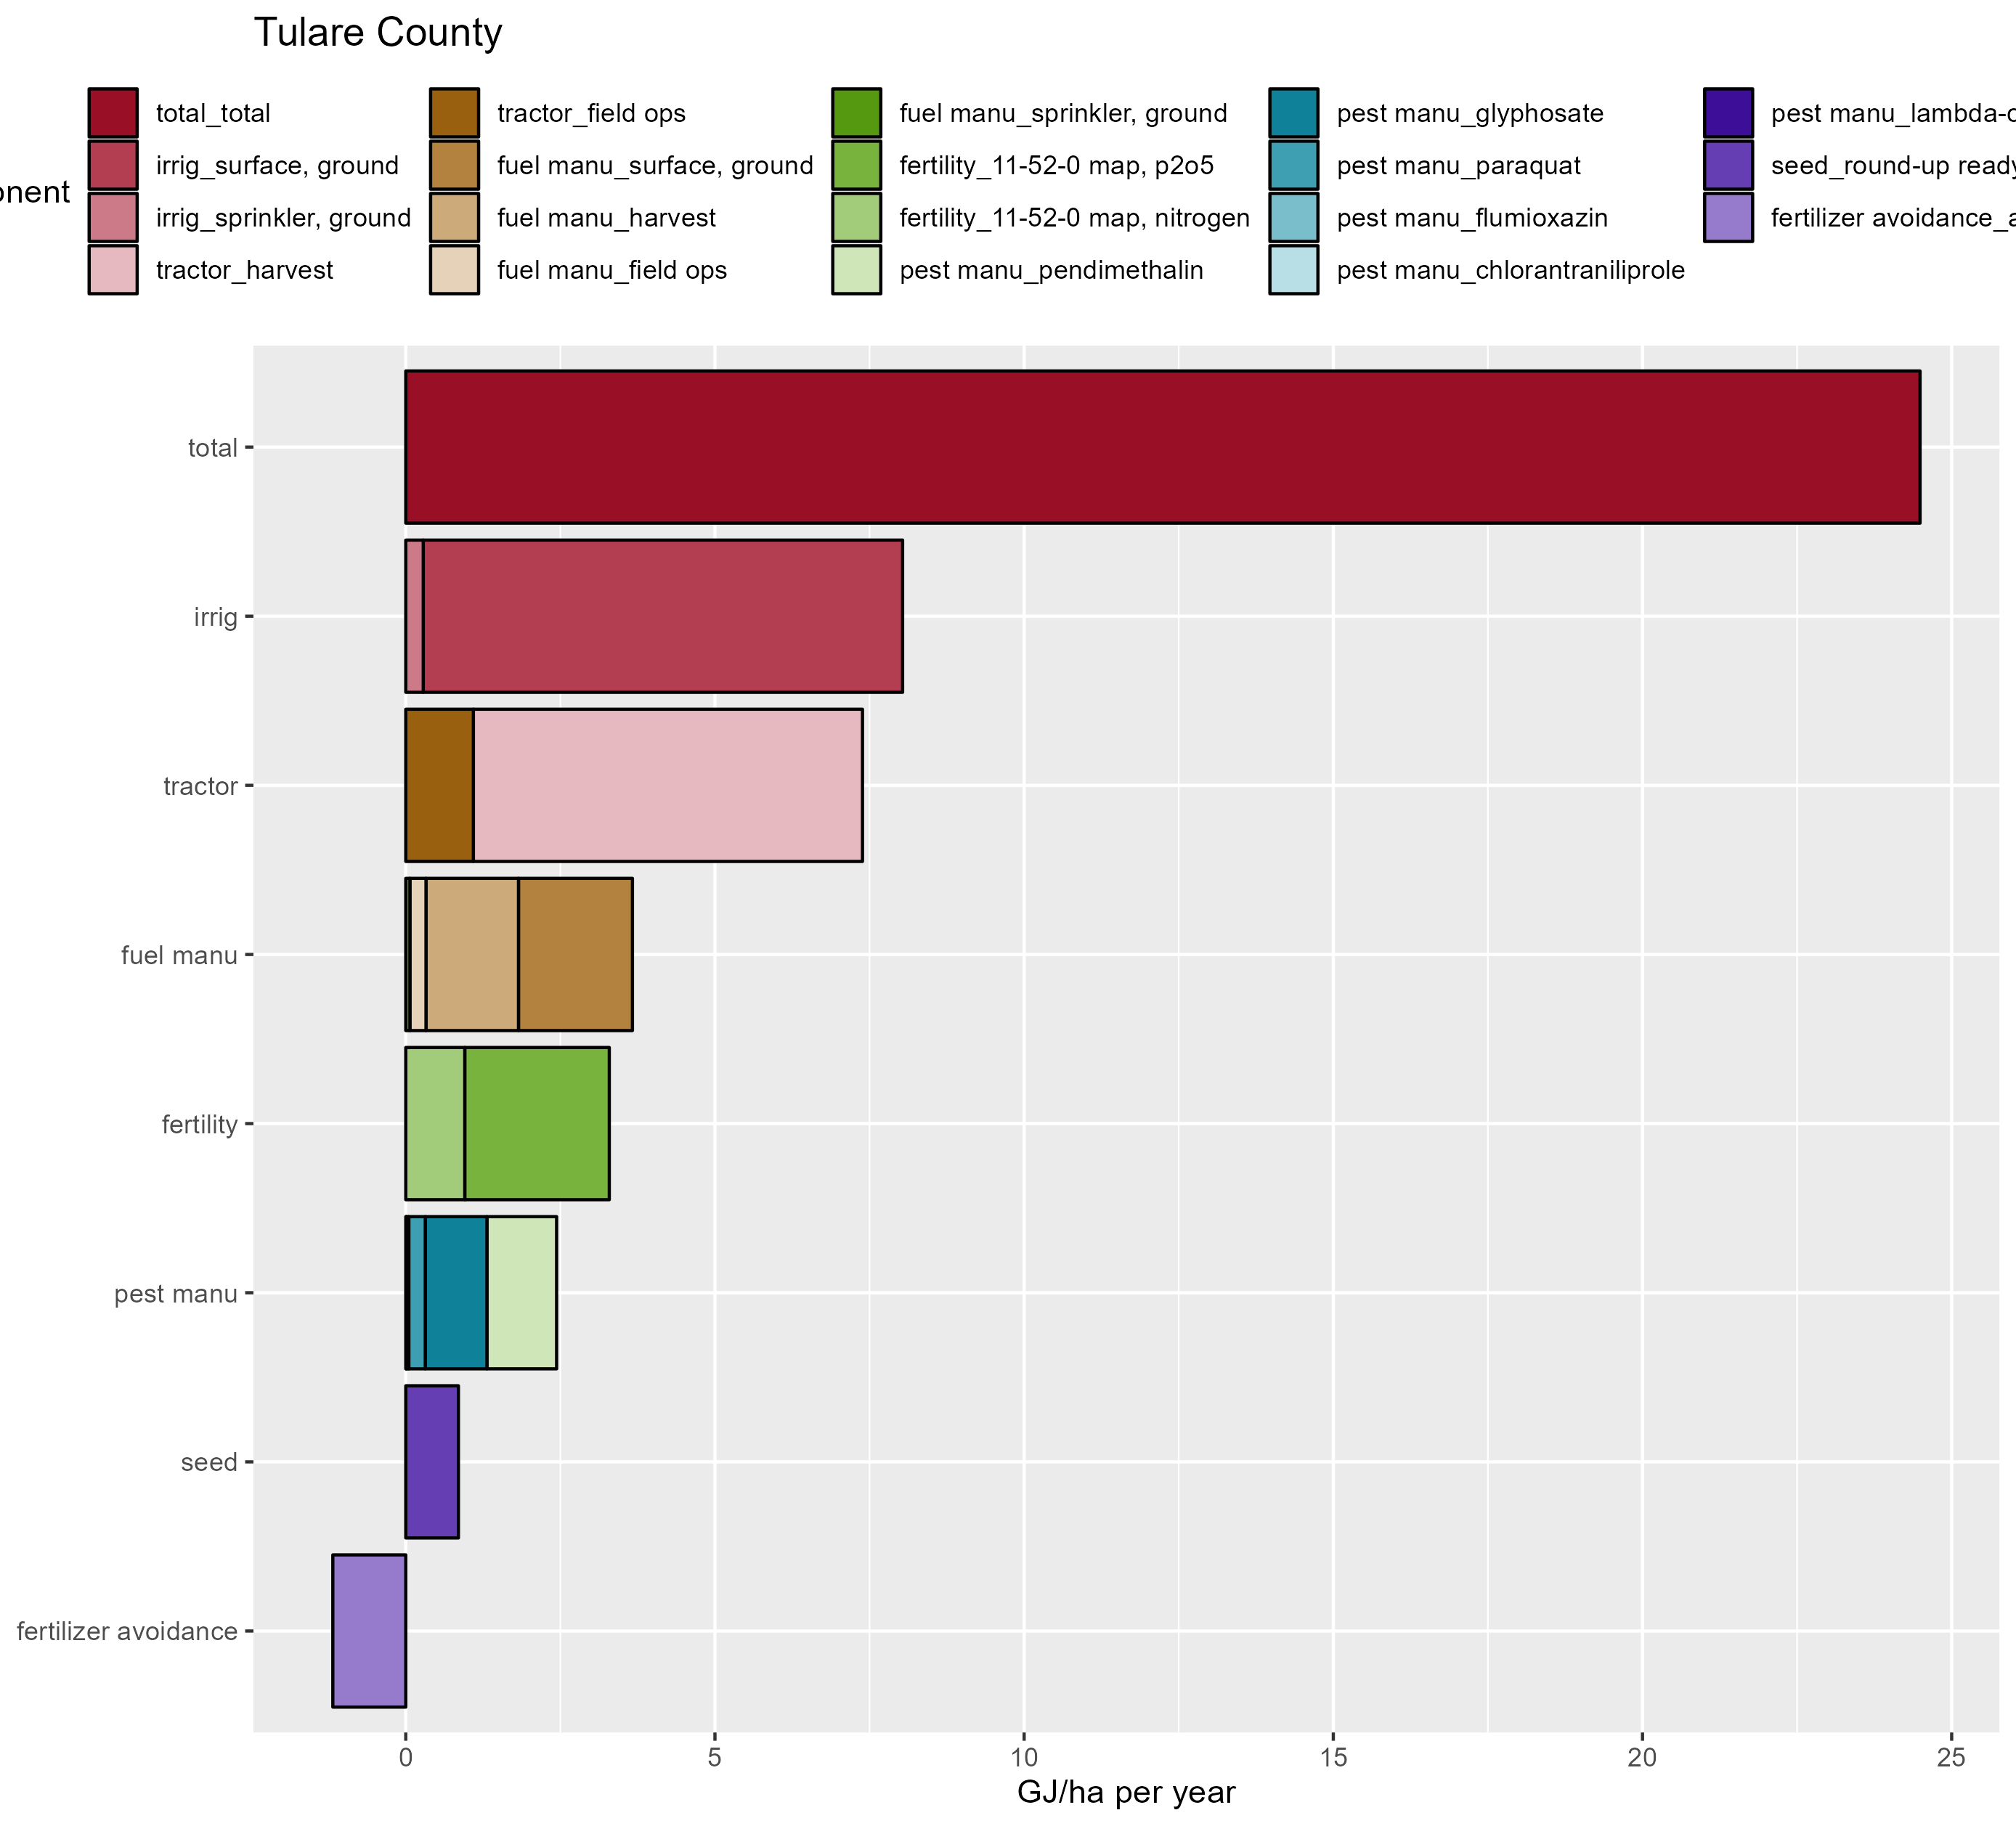 Tulare County
total_total
irrig_surface, ground
irrig_sprinkler, ground
tractor_harvest
tractor_field ops
fuel manu_surface, ground
fuel manu_harvest
fuel manu_field ops
fuel manu_sprinkler, ground
fertility_11-52-0 map, p2o5
fertility_11-52-0 map, nitrogen
pest manu_pendimethalin
pest manu_glyphosate
pest manu_paraquat
pest manu_flumioxazin
pest manu_chlorantraniliprole
pest manu_lambda-
seed_round-up ready
fertilizer avoidance_a
onent
total
irrig
tractor
fuel manu
fertility
pest manu
seed
fertilizer avoidance
0 5 10 15 20 25
GJ/ha per year